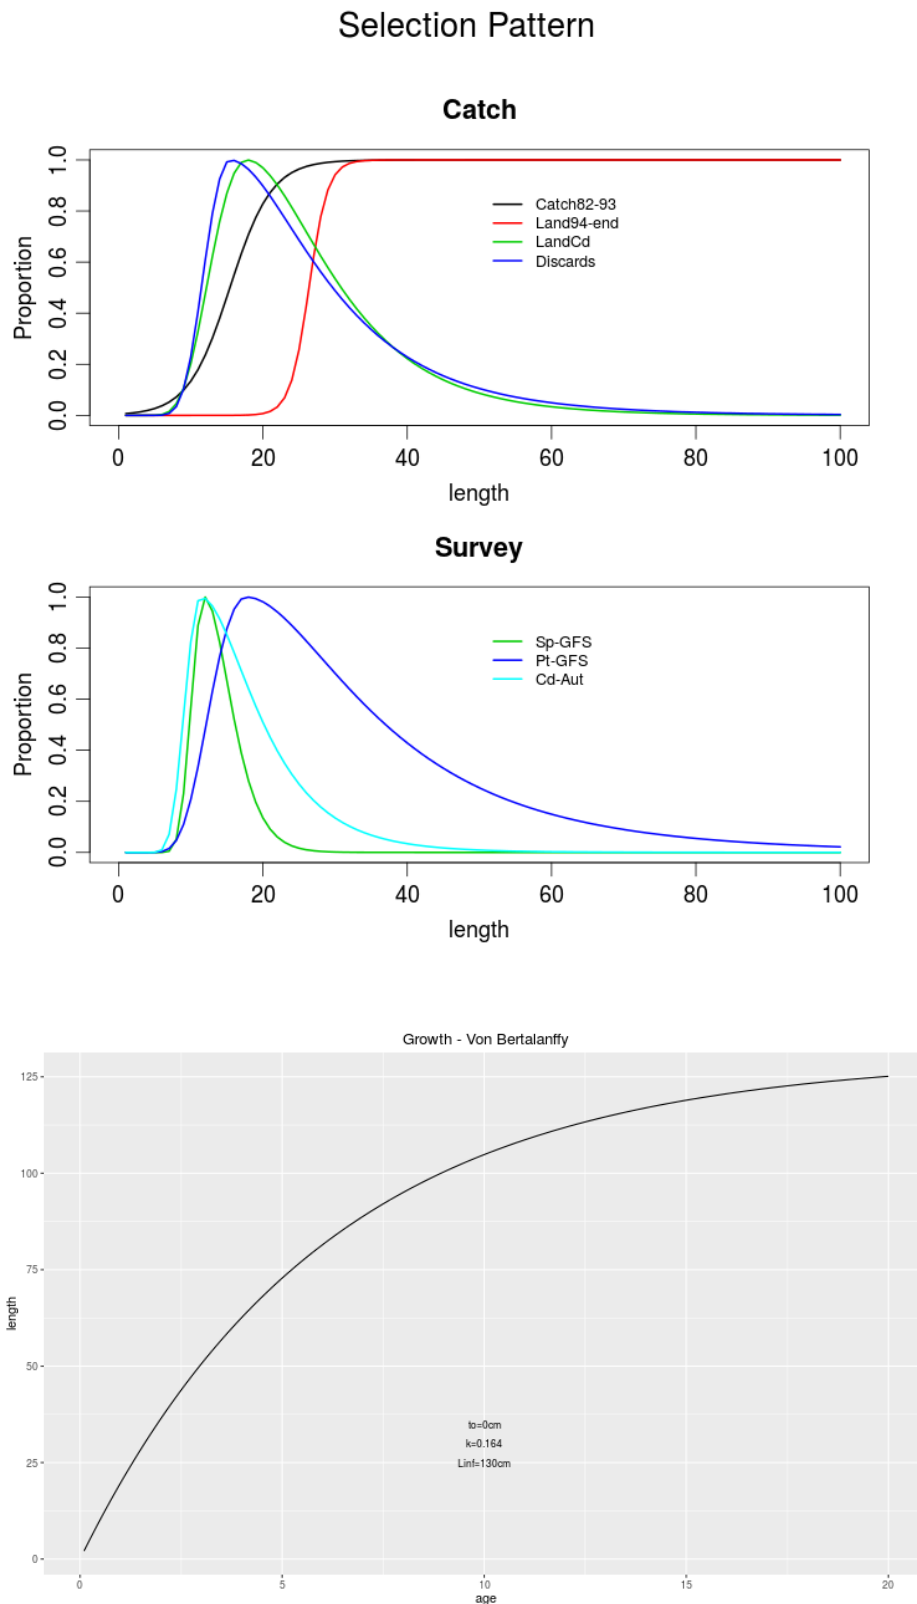 Selection Pattern
Catch
Proportion
0.0 0.2 0.4 0.6 0.8 1.0
Catch82-93
Land94-end
LandCd
Discards
0 20 40 60 80 100
length
Survey
Proportion
0.0 0.2 0.4 0.6 0.8 1.0
Sp-GFS
Pt-GFS
Cd-Aut
0 20 40 60 80 100
length
Growth - Von Bertalanffy
length
125
100
75
50
25
0
to=0cm
k=0.164
Linf=130cm
0 5 10 15 20
age